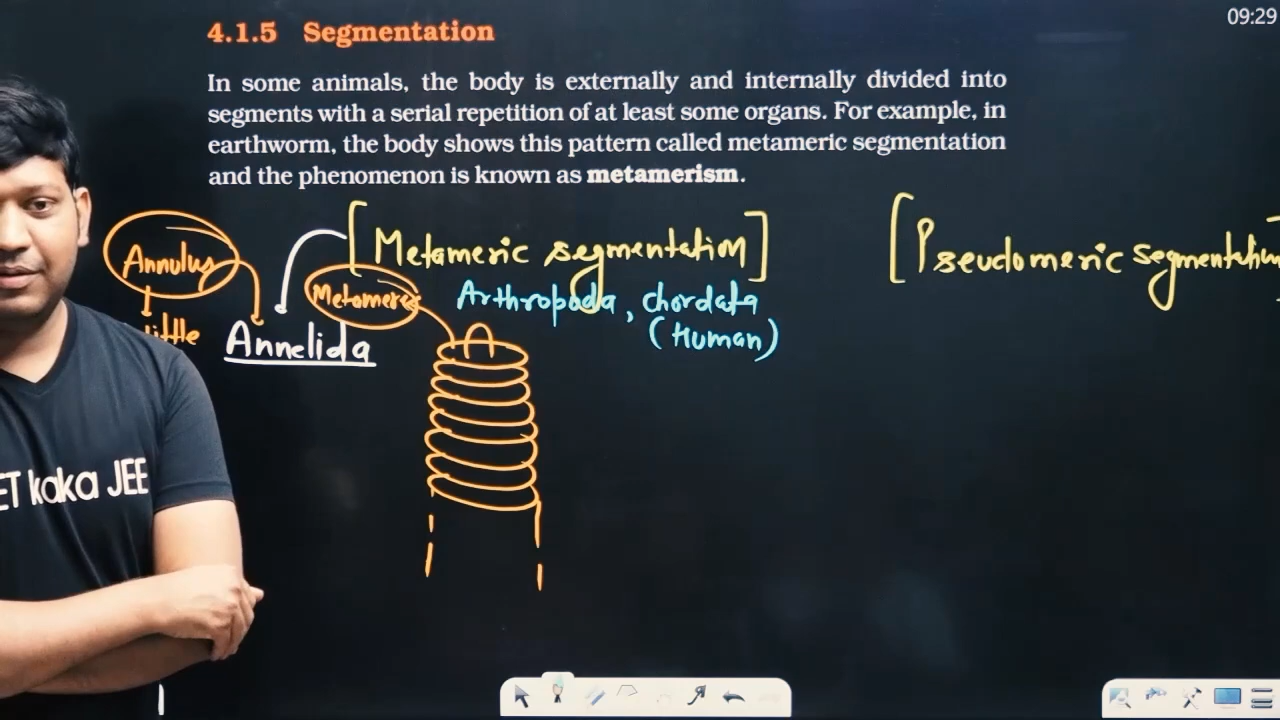 09:29
4.1.5 Segmentation
In some animals, the body is externally and internally divided into
segments with a serial repetition of at least some organs. For example, in
earthworm, the body shows this pattern called metameric segmentation
and the phenomenon is known as metamerism.
[Metameric segmentation]
[Pseudomeric segmentation
Annulus
Metameres
Arthropoda, chordata
(Human)
little
Annelida
ET kaka JEE